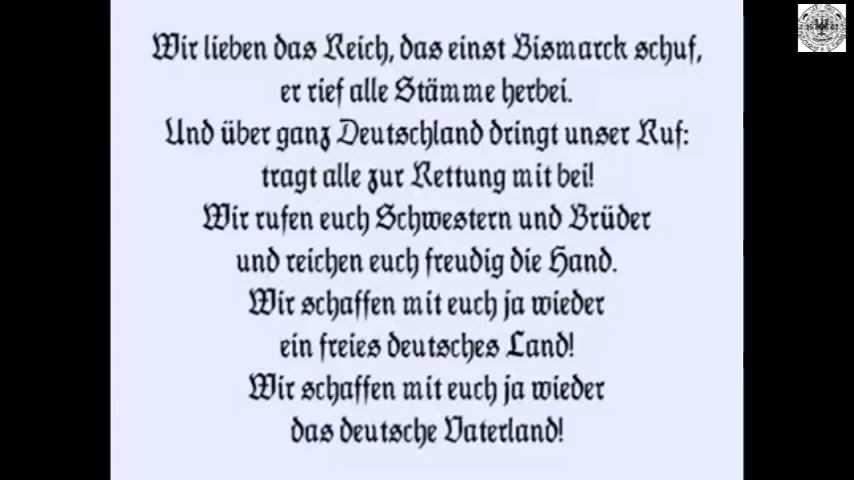 Wir lieben das Reich, das einst Bismarck schuf,
er rief alle Stämme herbei.
Und über ganz Deutschland dringt unser Ruf:
tragt alle zur Rettung mit bei!
Wir rufen euch Schwestern und Brüder
und reichen euch freudig die Hand.
Wir schaffen mit euch ja wieder
ein freies deutsches Land!
Wir schaffen mit euch ja wieder
das deutsche Vaterland!